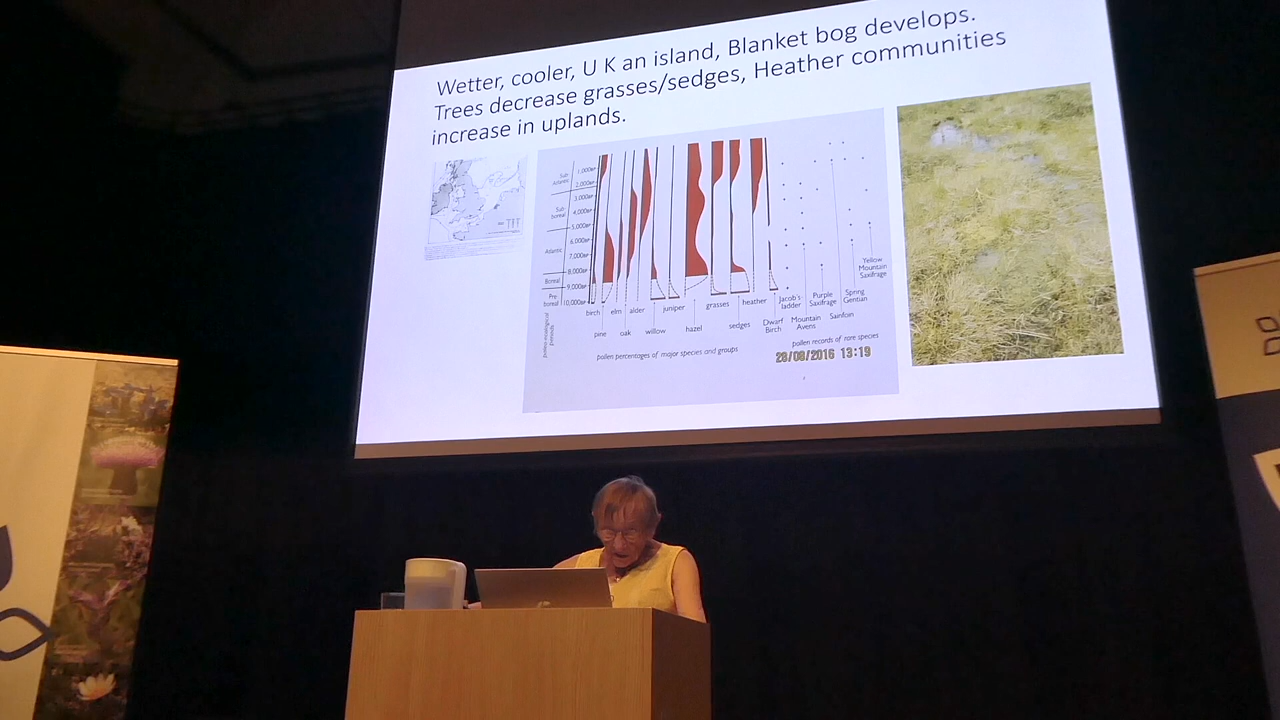 Wetter, cooler, U K an island, Blanket bog develops.
Trees decrease grasses/sedges, Heather communities
increase in uplands.
Sub-
Atlantic
Sub-
boreal
Atlantic
Boreal
Pre-
boreal
1,000BP
2,000BP
3,000BP
4,000BP
5,000BP
6,000BP
7,000BP
8,000BP
9,000BP
10,000BP
birch
elm
alder
juniper
grasses
heather
Jacob's
ladder
Purple
Saxifrage
Spring
Gentian
Yellow
Mountain
Saxifrage
pine
oak
willow
hazel
sedges
Dwarf
Birch
Mountain
Avens
Sainfoin
pollen percentages of major species and groups
pollen records of rare species
28/08/2016 13:19